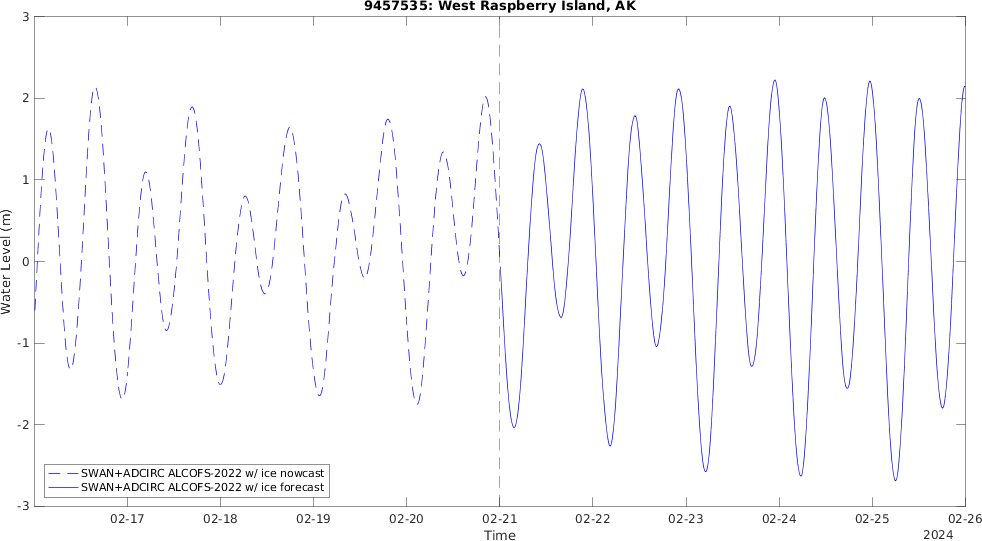 9457535: West Raspberry Island, AK
3
2
1
0
-1
-2
-3
Water Level (m)
SWAN+ADCIRC ALCOFS-2022 w/ ice nowcast
SWAN+ADCIRC ALCOFS-2022 w/ ice forecast
02-17 02-18 02-19 02-20 02-21 02-22 02-23 02-24 02-25 02-26
Time
2024